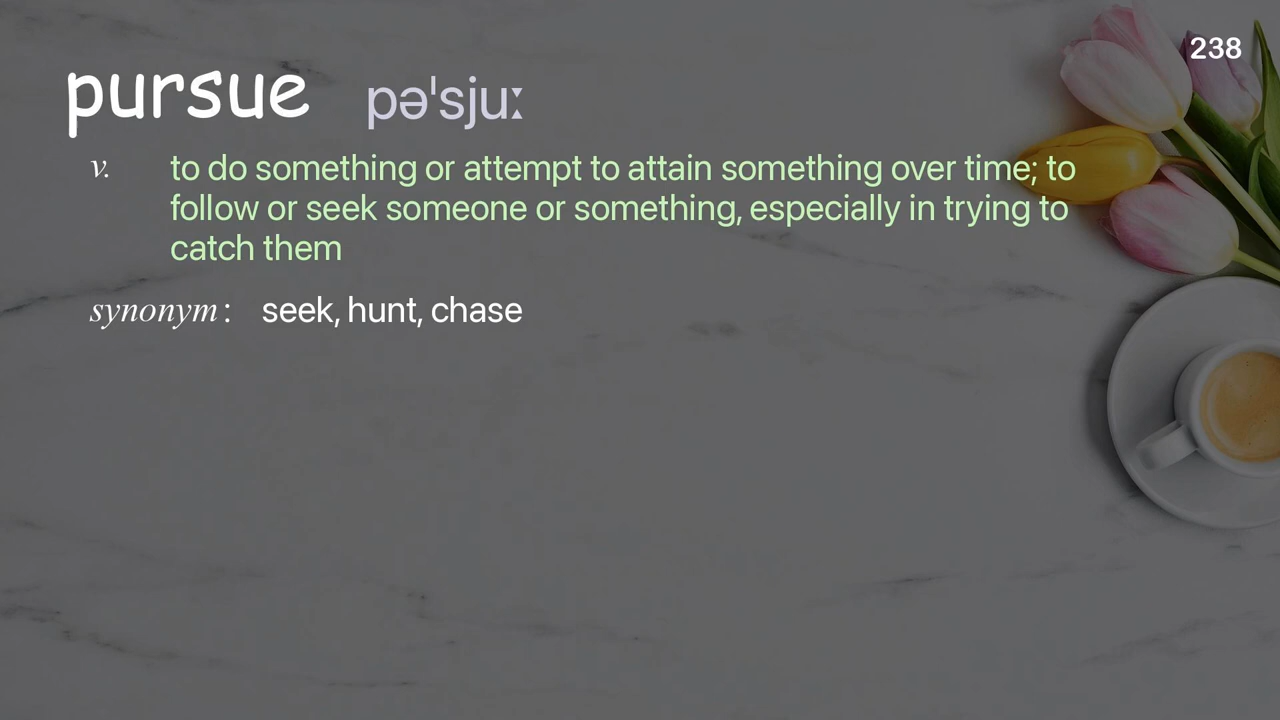 238
pursue pəˈsjuː
v. to do something or attempt to attain something over time; to
follow or seek someone or something, especially in trying to
catch them
synonym: seek, hunt, chase